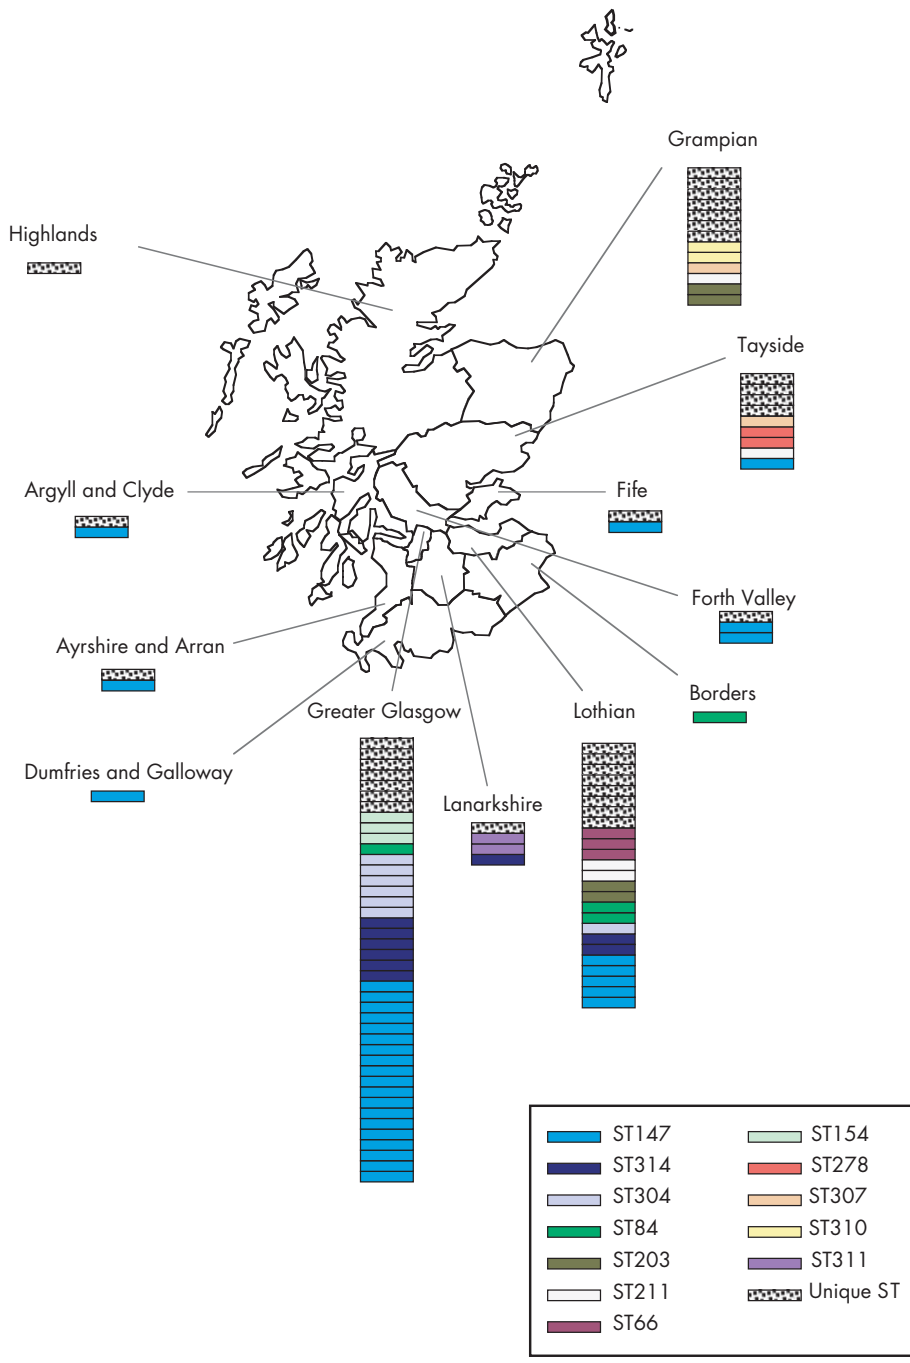 Grampian
Highlands
Tayside
Argyll and Clyde
Fife
Forth Valley
Ayrshire and Arran
Borders
Greater Glasgow
Lothian
Dumfries and Galloway
Lanarkshire
ST147
ST314
ST304
ST84
ST203
ST211
ST66
ST154
ST278
ST307
ST310
ST311
Unique ST